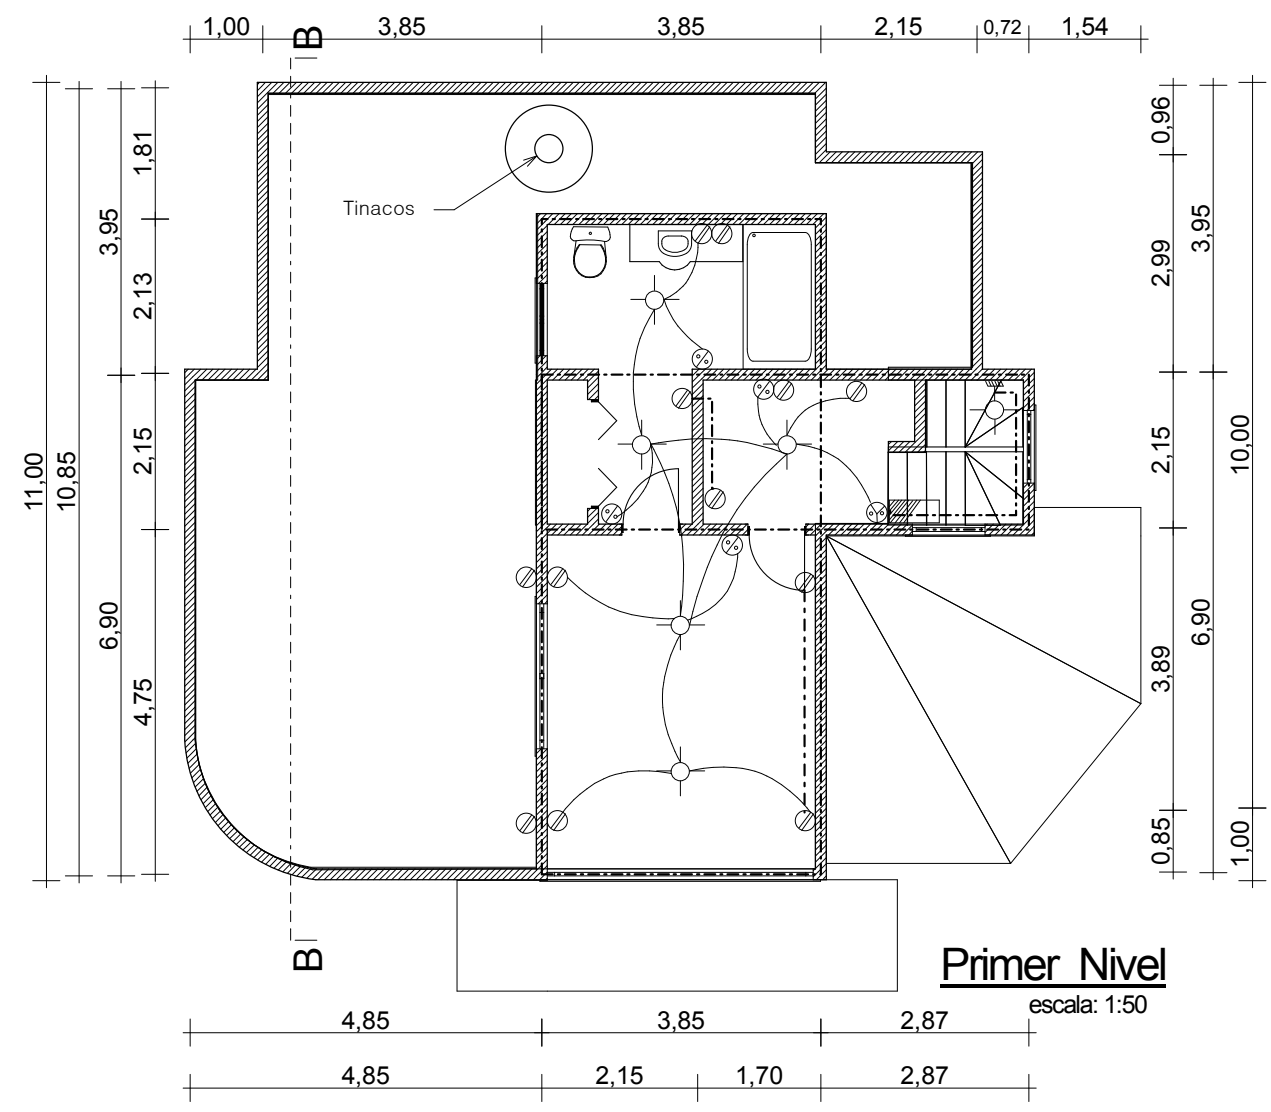 1,00 3,85 3,85 2,15 0,72 1,54
B
Tinacos
11,00
10,85
3,95
6,90
1,81
2,13
2,15
4,75
0,96
2,99
2,15
3,89
0,85
3,95
6,90
10,00
1,00
B
Primer Nivel
escala: 1:50
4,85 3,85 2,87
4,85 2,15 1,70 2,87